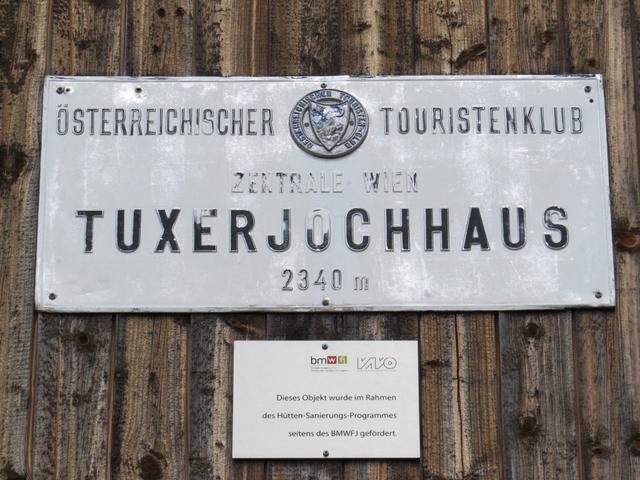 ÖSTERREICHISCHER TOURISTENKLUB
ZENTRALE WIEN
TUXERJOCHHAUS
2340 m
bmwfj VAVÖ
Dieses Objekt wurde im Rahmen
des Hütten-Sanierungs-Programmes
seitens des BMWFJ gefördert.